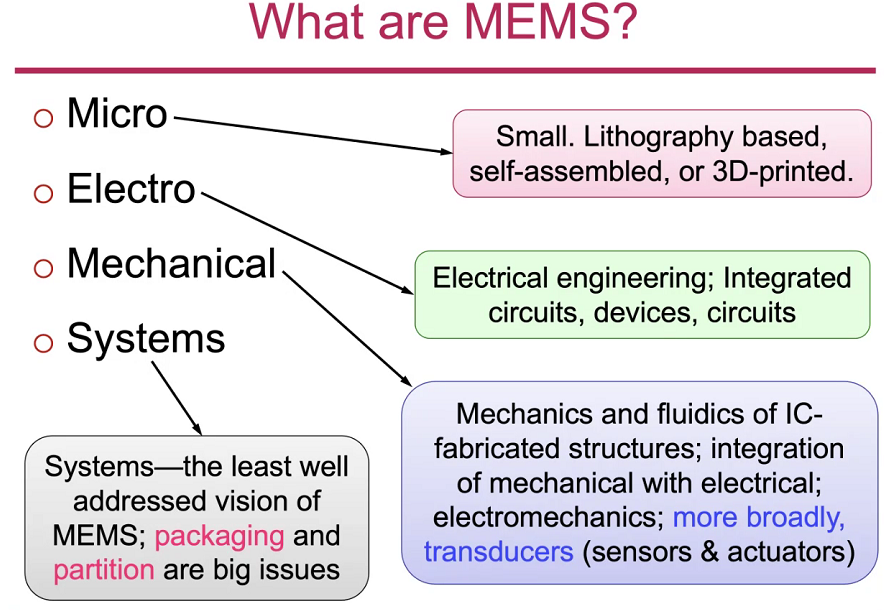 What are MEMS?
Micro
Small. Lithography based,
self-assembled, or 3D-printed.
Electro
Electrical engineering; Integrated
circuits, devices, circuits
Mechanical
Mechanics and fluidics of IC-
fabricated structures; integration
of mechanical with electrical;
electromechanics; more broadly,
transducers (sensors & actuators)
Systems
Systems—the least well
addressed vision of
MEMS; packaging and
partition are big issues